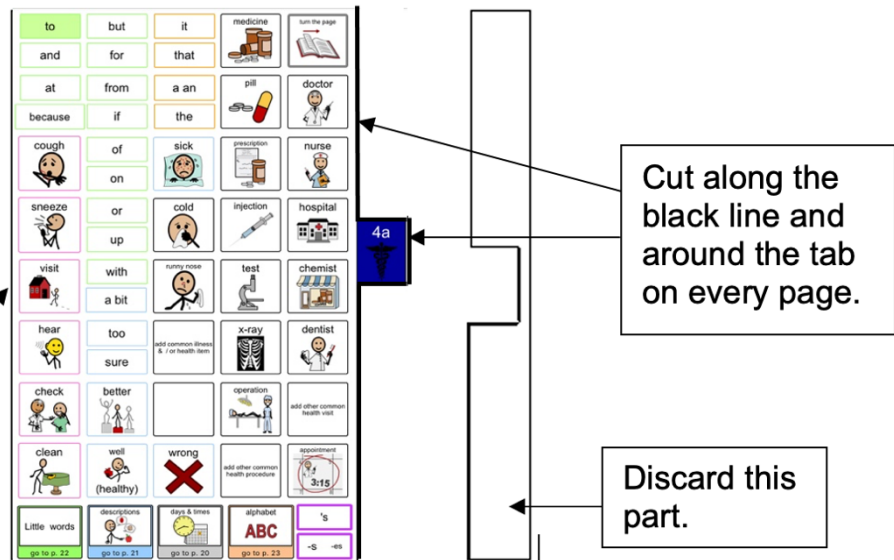 to
but
it
medicine
turn the page
and
for
that
at
from
a an
pill
doctor
because
if
the
cough
of
sick
prescription
nurse
on
sneeze
or
cold
injection
hospital
up
4a
visit
with
runny nose
test
chemist
a bit
hear
too
add common illness
& / or health item
x-ray
dentist
sure
check
better
operation
add other common
health visit
clean
well
(healthy)
wrong
add other common
health procedure
appointment
3:15
Little words
go to p. 22
descriptions
go to p. 21
days & times
go to p. 20
alphabet
ABC
go to p. 23
's
-s -es
Cut along the
black line and
around the tab
on every page.
Discard this
part.